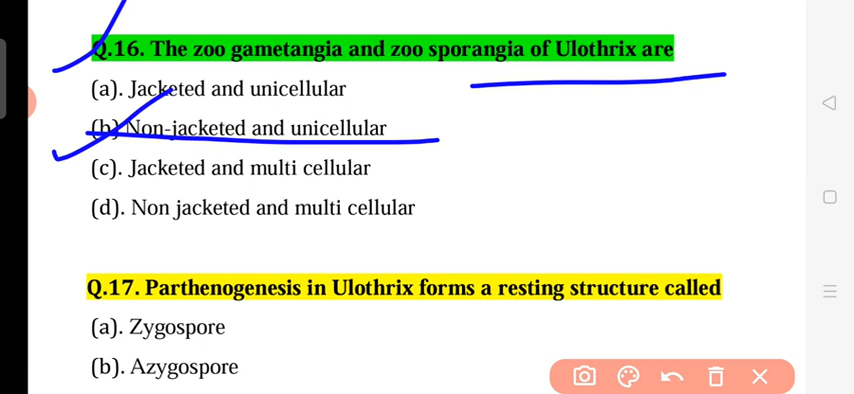 Q.16. The zoo gametangia and zoo sporangia of Ulothrix are
(a). Jacketed and unicellular
(b) Non-jacketed and unicellular
(c). Jacketed and multi cellular
(d). Non jacketed and multi cellular
Q.17. Parthenogenesis in Ulothrix forms a resting structure called
(a). Zygospore
(b). Azygospore